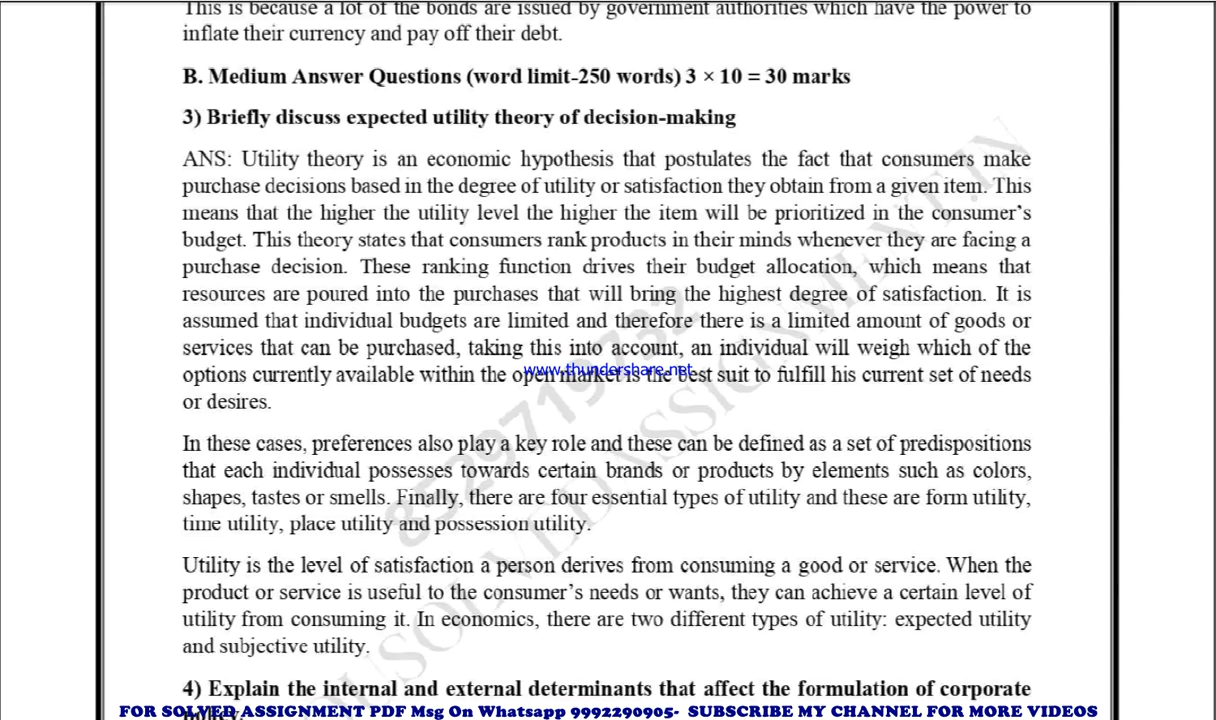 This is because a lot of the bonds are issued by government authorities which have the power to
inflate their currency and pay off their debt.
B. Medium Answer Questions (word limit-250 words) 3 × 10 = 30 marks
3) Briefly discuss expected utility theory of decision-making
ANS: Utility theory is an economic hypothesis that postulates the fact that consumers make
purchase decisions based in the degree of utility or satisfaction they obtain from a given item. This
means that the higher the utility level the higher the item will be prioritized in the consumer's
budget. This theory states that consumers rank products in their minds whenever they are facing a
purchase decision. These ranking function drives their budget allocation, which means that
resources are poured into the purchases that will bring the highest degree of satisfaction. It is
assumed that individual budgets are limited and therefore there is a limited amount of goods or
services that can be purchased, taking this into account, an individual will weigh which of the
options currently available within the open market is the best suit to fulfill his current set of needs
www.thundershare.net
or desires.
In these cases, preferences also play a key role and these can be defined as a set of predispositions
that each individual possesses towards certain brands or products by elements such as colors,
shapes, tastes or smells. Finally, there are four essential types of utility and these are form utility,
time utility, place utility and possession utility.
Utility is the level of satisfaction a person derives from consuming a good or service. When the
product or service is useful to the consumer's needs or wants, they can achieve a certain level of
utility from consuming it. In economics, there are two different types of utility: expected utility
and subjective utility.
4) Explain the internal and external determinants that affect the formulation of corporate
FOR SOLVED ASSIGNMENT PDF Msg On Whatsapp 9992290905- SUBSCRIBE MY CHANNEL FOR MORE VIDEOS
8529719732